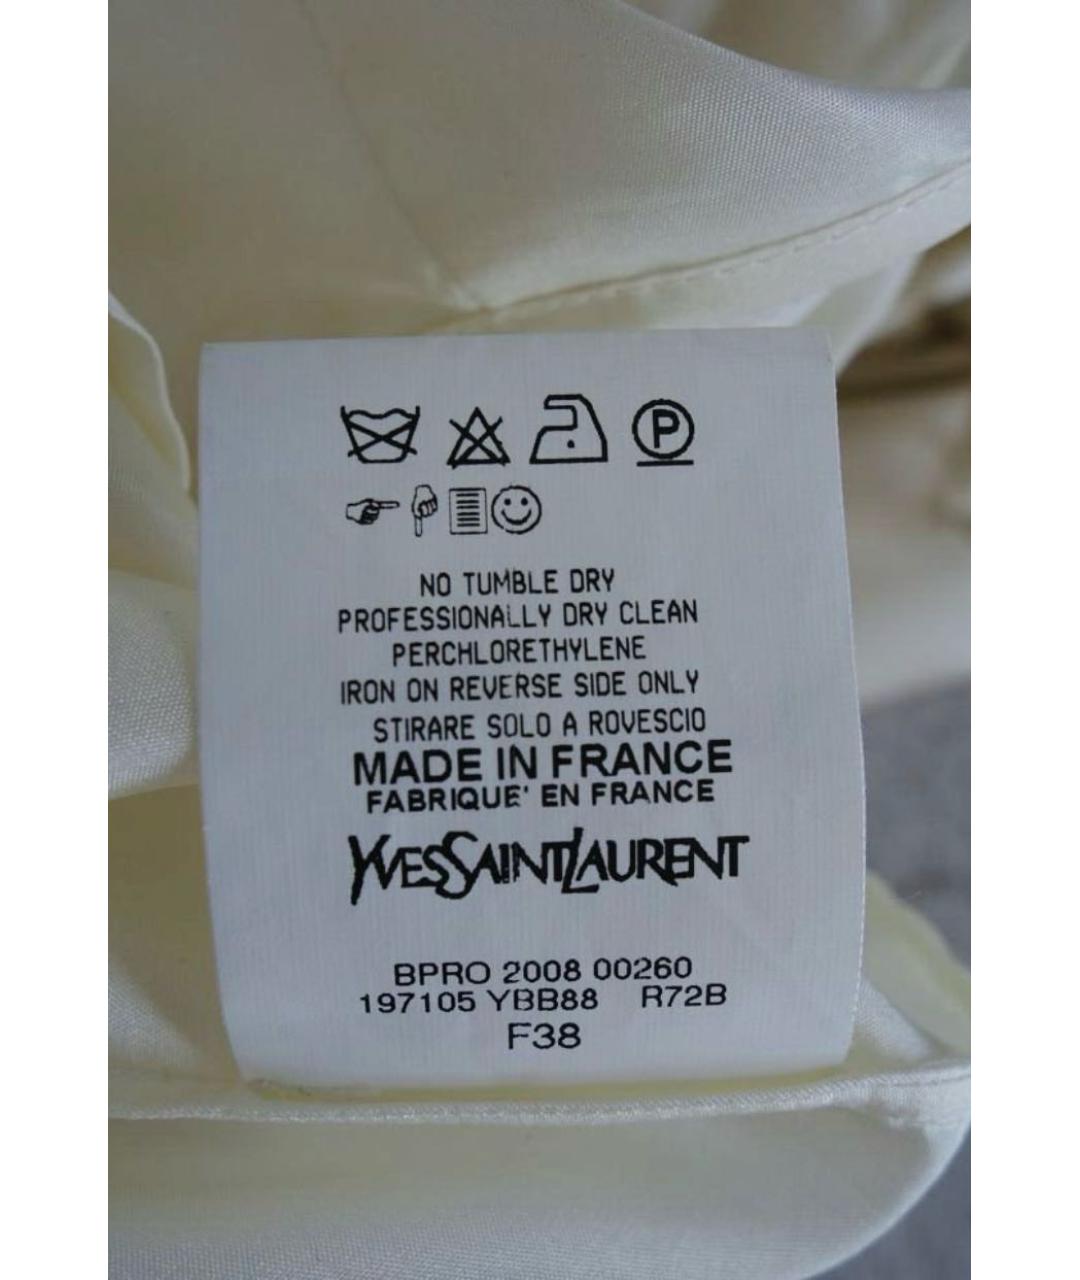 P
NO TUMBLE DRY
PROFESSIONALLY DRY CLEAN
PERCHLORETHYLENE
IRON ON REVERSE SIDE ONLY
STIRARE SOLO A ROVESCIO
MADE IN FRANCE
FABRIQUE' EN FRANCE
YVESSAINTLAURENT
BPRO 2008 00260
197105 YBB88 R72B
F38